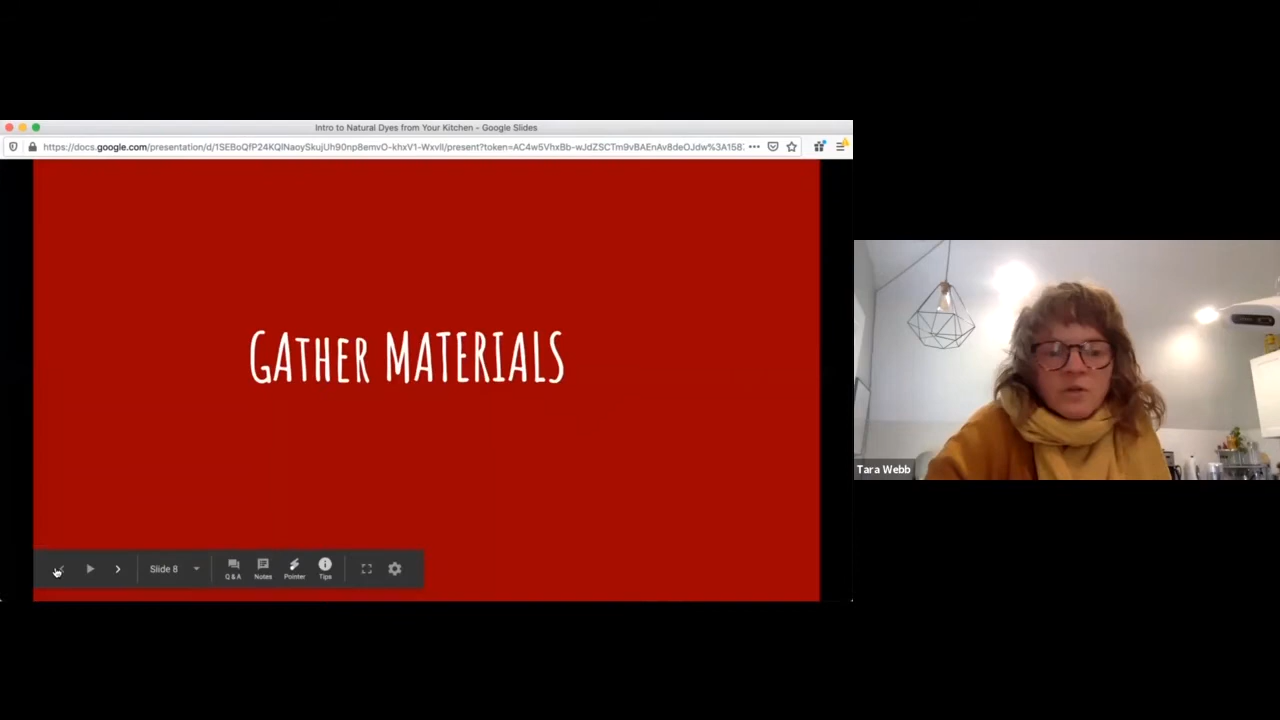 Intro to Natural Dyes from Your Kitchen - Google Slides
GATHER MATERIALS
Slide 8
Q & A
Notes
Pointer
Tips
Tara Webb